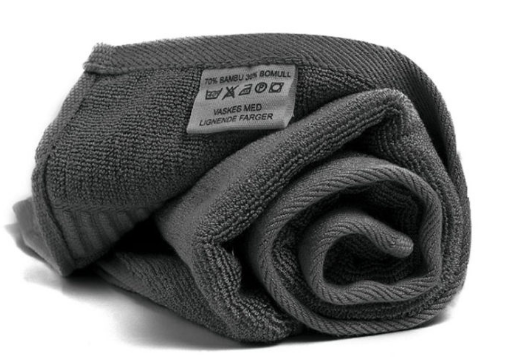 70% BAMBU 30% BOMULL
VASKES MED
LIGNENDE FARGER